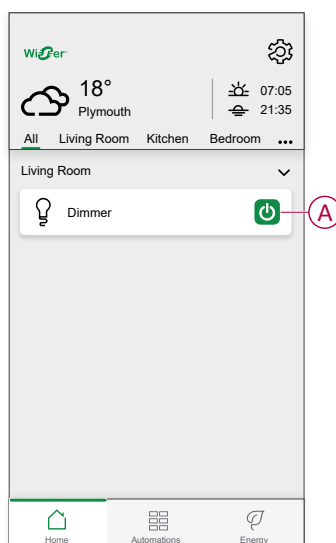 Wiser
18°
07:05
Plymouth
21:35
All Living Room Kitchen Bedroom ...
Living Room
Dimmer
A
Home Automations Energy